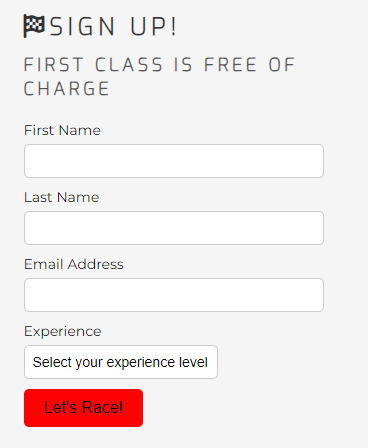 SIGN UP!
FIRST CLASS IS FREE OF
CHARGE
First Name
Last Name
Email Address
Experience
Select your experience level
Let's Race!